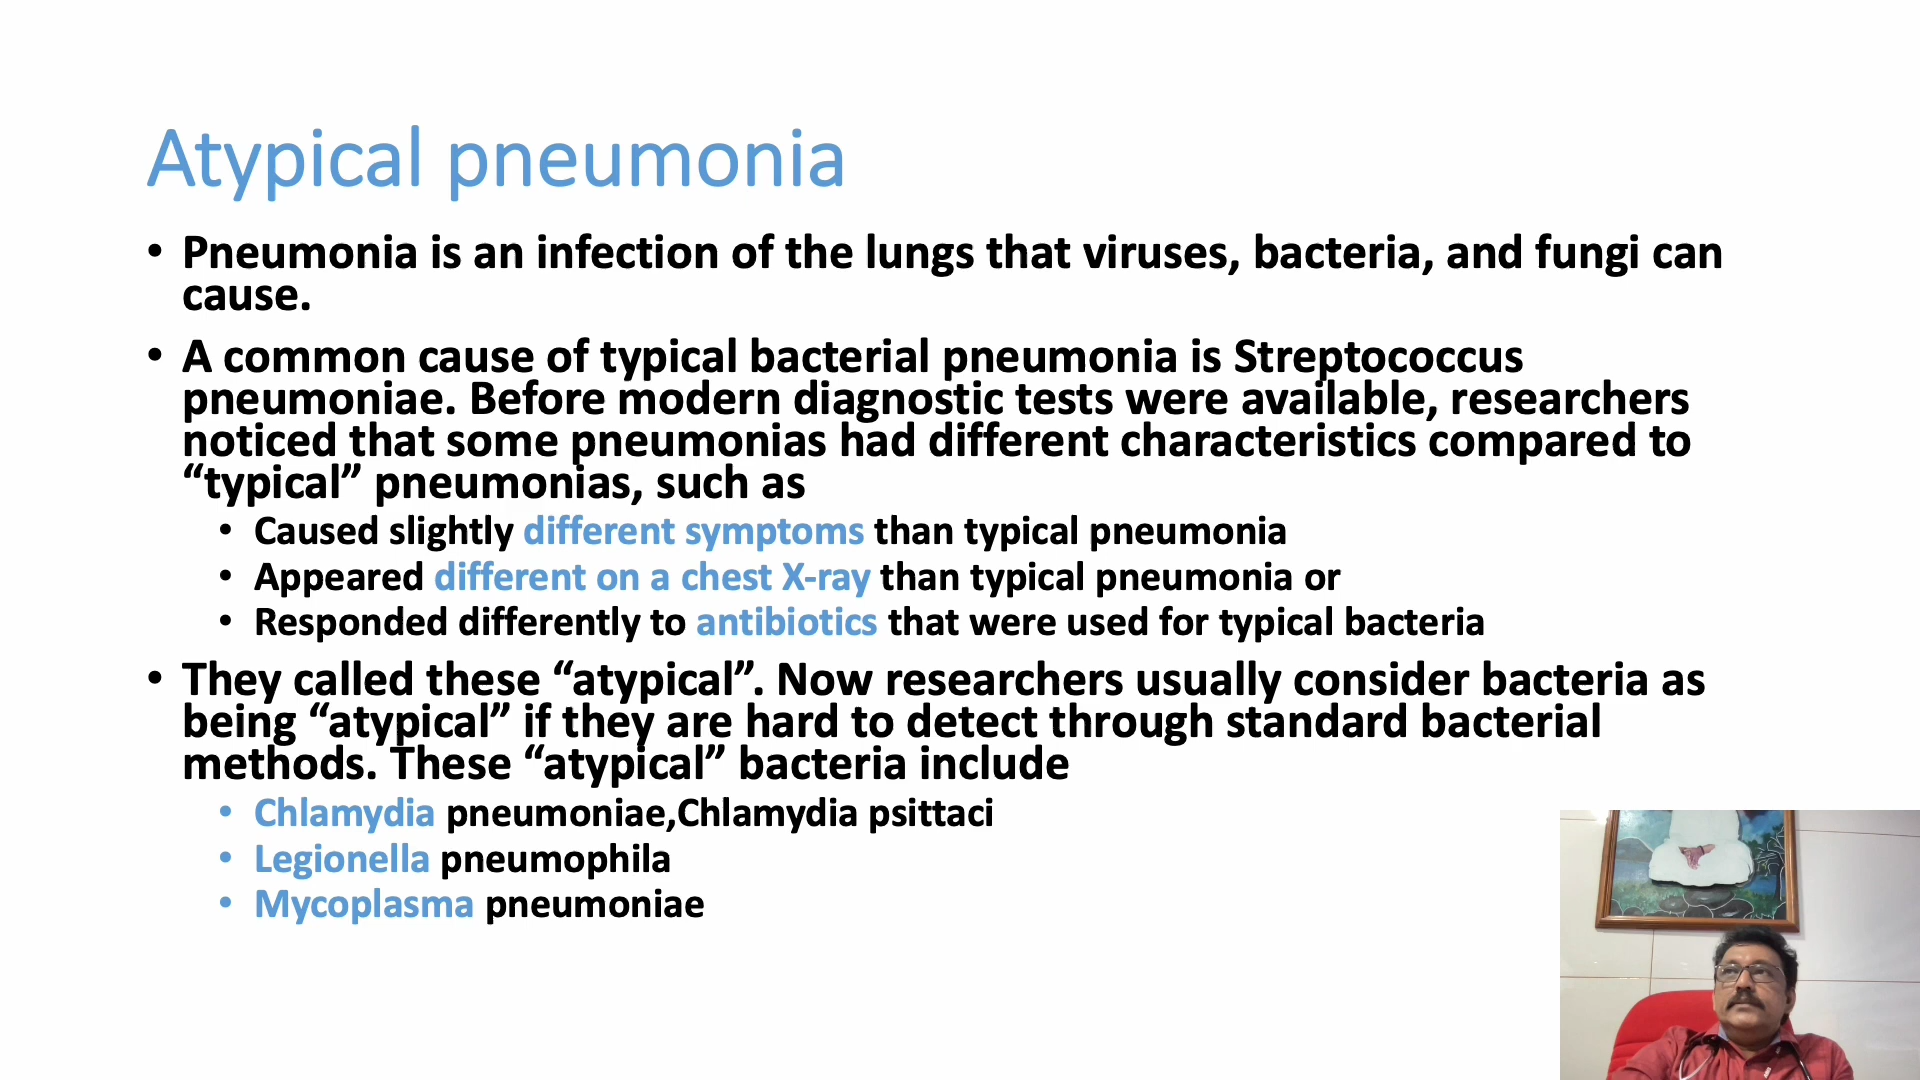 Atypical pneumonia
• Pneumonia is an infection of the lungs that viruses, bacteria, and fungi can
cause.
• A common cause of typical bacterial pneumonia is Streptococcus
pneumoniae. Before modern diagnostic tests were available, researchers
noticed that some pneumonias had different characteristics compared to
“typical” pneumonias, such as
• Caused slightly different symptoms than typical pneumonia
• Appeared different on a chest X-ray than typical pneumonia or
• Responded differently to antibiotics that were used for typical bacteria
• They called these “atypical”. Now researchers usually consider bacteria as
being “atypical” if they are hard to detect through standard bacterial
methods. These “atypical” bacteria include
• Chlamydia pneumoniae,Chlamydia psittaci
• Legionella pneumophila
• Mycoplasma pneumoniae